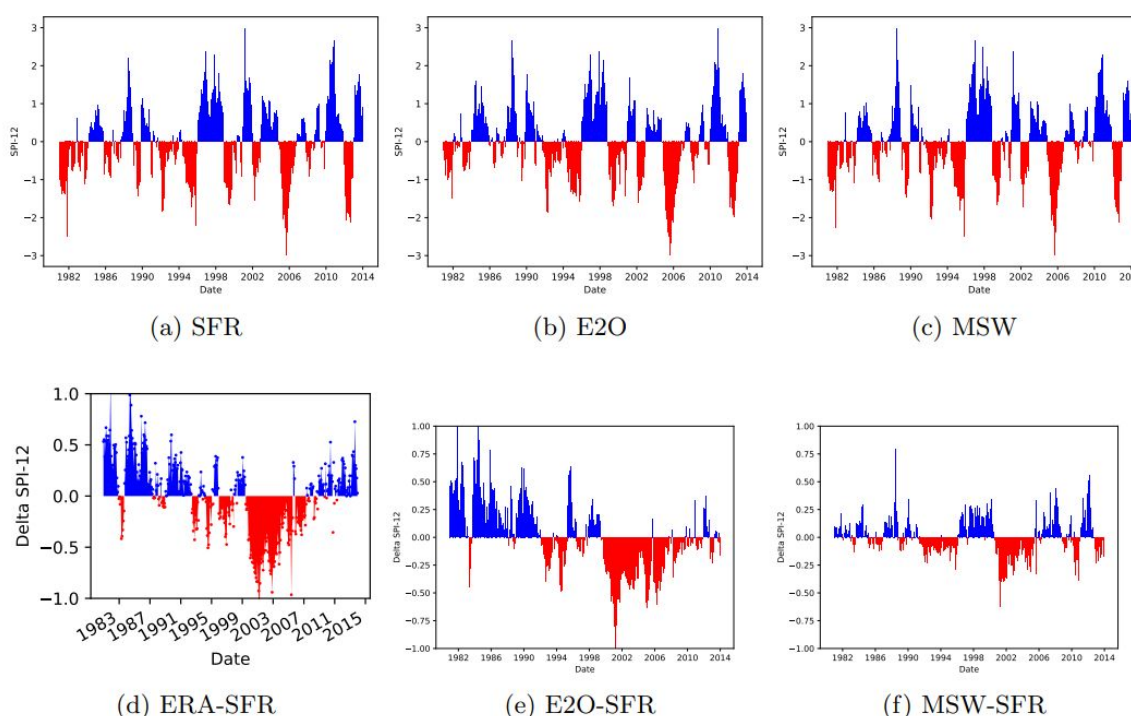 3
2
1
0
−1
−2
−3
SPI-12
1982 1986 1990 1994 1998 2002 2006 2010 2014
Date
(a) SFR
3
2
1
0
−1
−2
−3
SPI-12
1982 1986 1990 1994 1998 2002 2006 2010 2014
Date
(b) E2O
3
2
1
0
−1
−2
−3
SPI-12
1982 1986 1990 1994 1998 2002 2006 2010
Date
(c) MSW
1.0
0.5
0.0
−0.5
−1.0
Delta SPI-12
1983 1987 1991 1995 1999 2003 2007 2011 2015
Date
(d) ERA-SFR
1.00
0.75
0.50
0.25
0.00
−0.25
−0.50
−0.75
−1.00
Delta SPI-12
1982 1986 1990 1994 1998 2002 2006 2010 2014
Date
(e) E2O-SFR
1.00
0.75
0.50
0.25
0.00
−0.25
−0.50
−0.75
−1.00
Delta SPI-12
1982 1986 1990 1994 1998 2002 2006 2010 2014
Date
(f) MSW-SFR